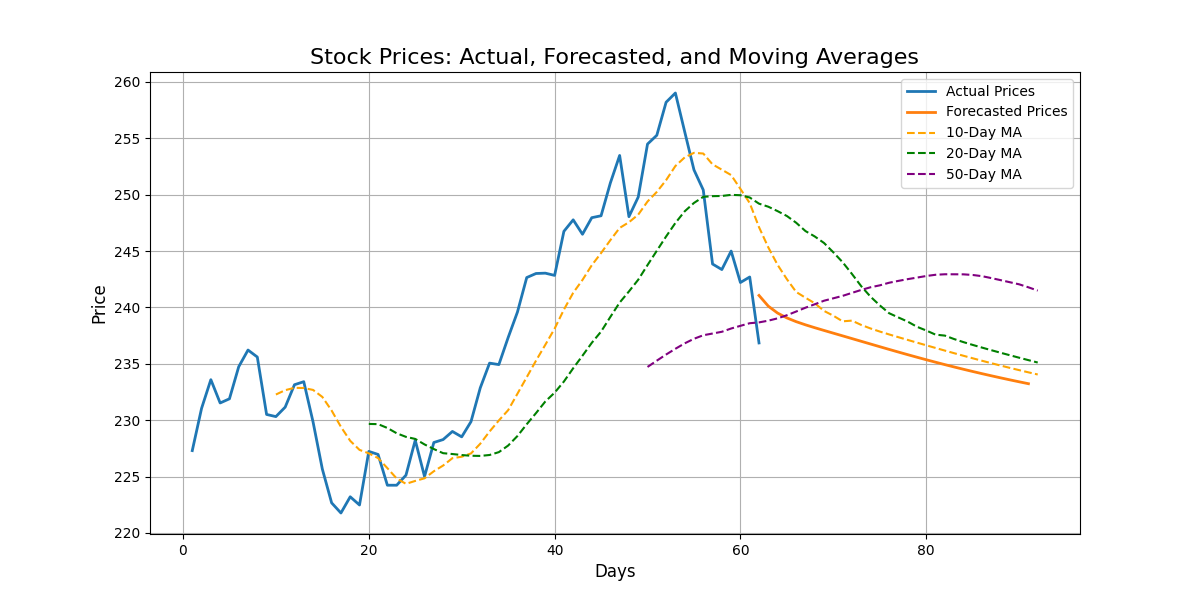 Stock Prices: Actual, Forecasted, and Moving Averages
Price
260
255
250
245
240
235
230
225
220
Actual Prices
Forecasted Prices
10-Day MA
20-Day MA
50-Day MA
0 20 40 60 80
Days